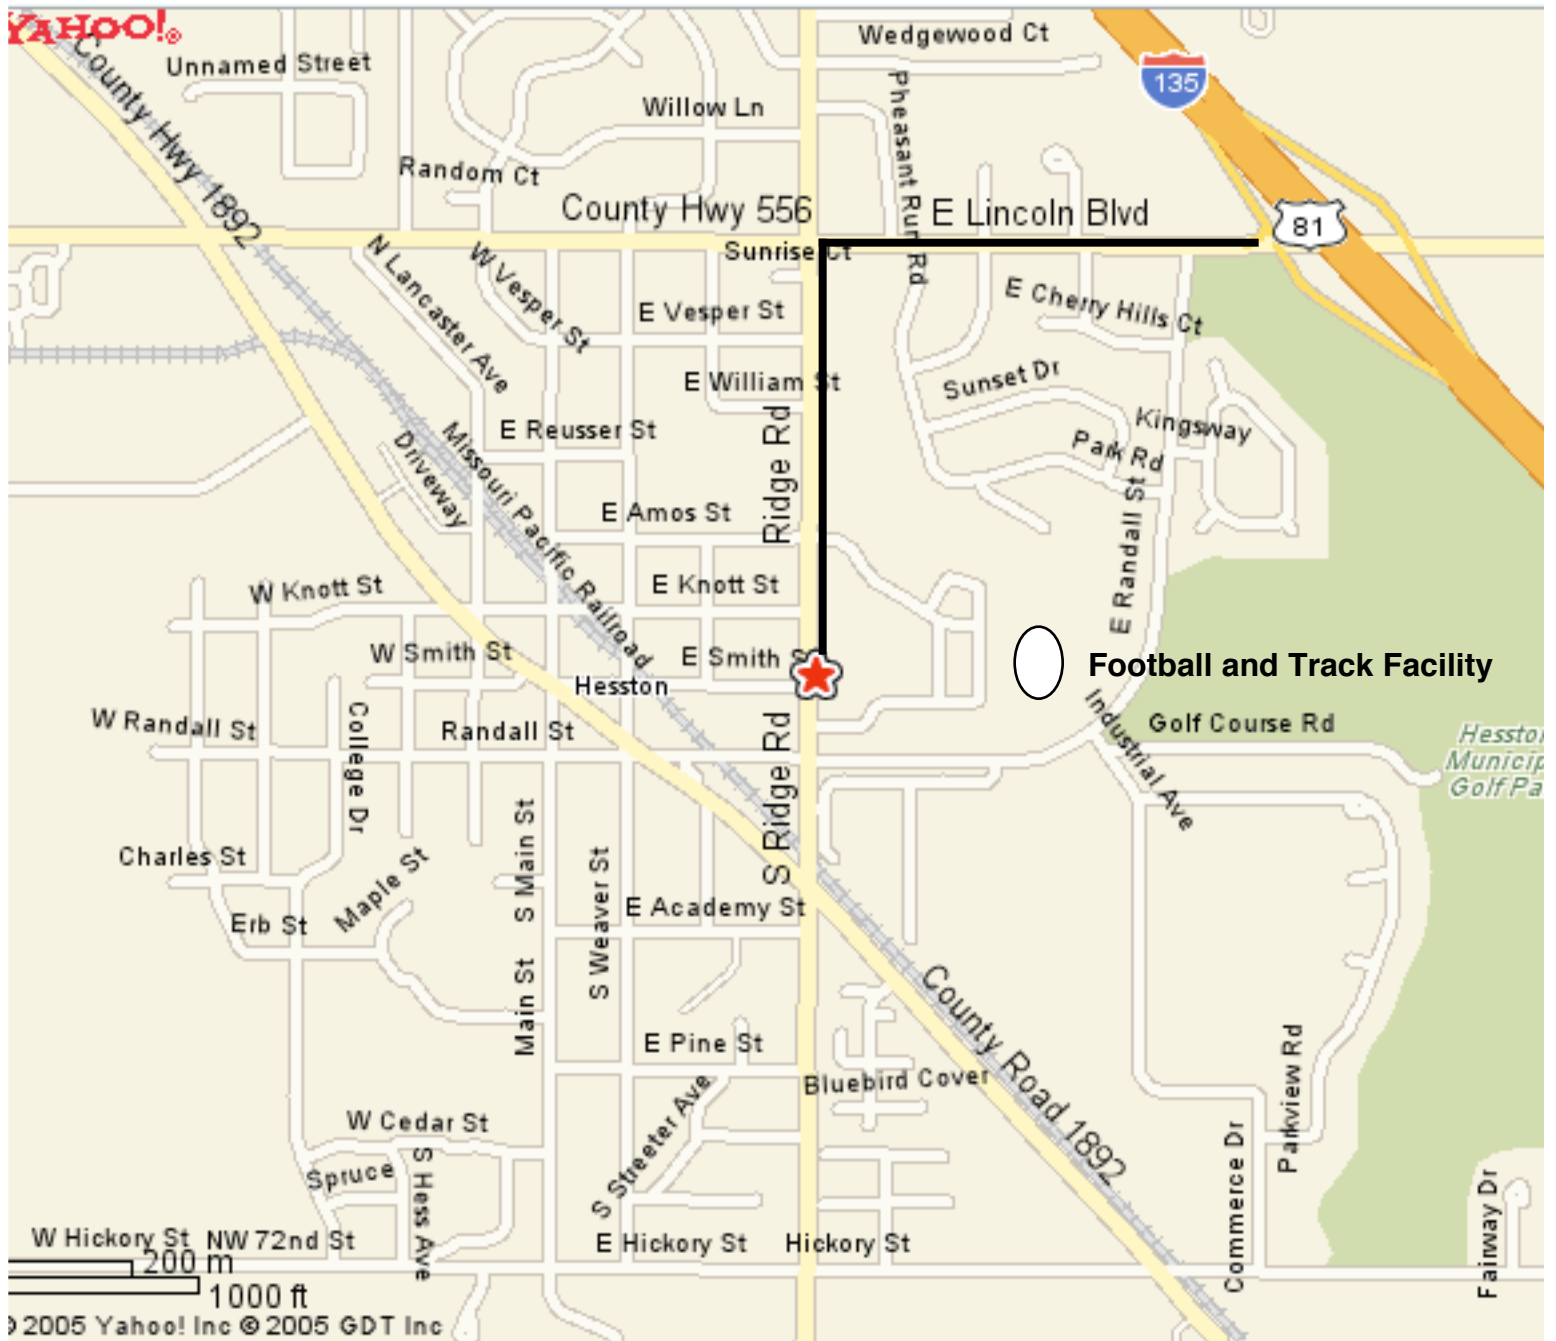 YAHOO!®
Wedgewood Ct
Unnamed Street
135
County Hwy 1892
Willow Ln
Pheasant Run Rd
Random Ct
County Hwy 556
E Lincoln Blvd
81
Sunrise Ct
N Lancaster Ave
W Vesper St
E Vesper St
E Cherry Hills Ct
E William St
Sunset Dr
Ridge Rd
Kingsway
E Reusser St
Park Rd
Driveway
Missouri Pacific Railroad
E Amos St
E Randall St
W Knott St
E Knott St
W Smith St
E Smith S
Hesston
Football and Track Facility
W Randall St
College Dr
Randall St
S Ridge Rd
Industrial Ave
Golf Course Rd
Hesston
Municip
Golf Pa
Charles St
Maple St
S Main St
S Weaver St
Erb St
E Academy St
Main St
County Road 1892
E Pine St
Bluebird Cover
Parkview Rd
W Cedar St
S Streeter Ave
Spruce
S Hess Ave
Commerce Dr
Fairway Dr
W Hickory St
NW 72nd St
E Hickory St
Hickory St
200 m
1000 ft
© 2005 Yahoo! Inc © 2005 GDT Inc